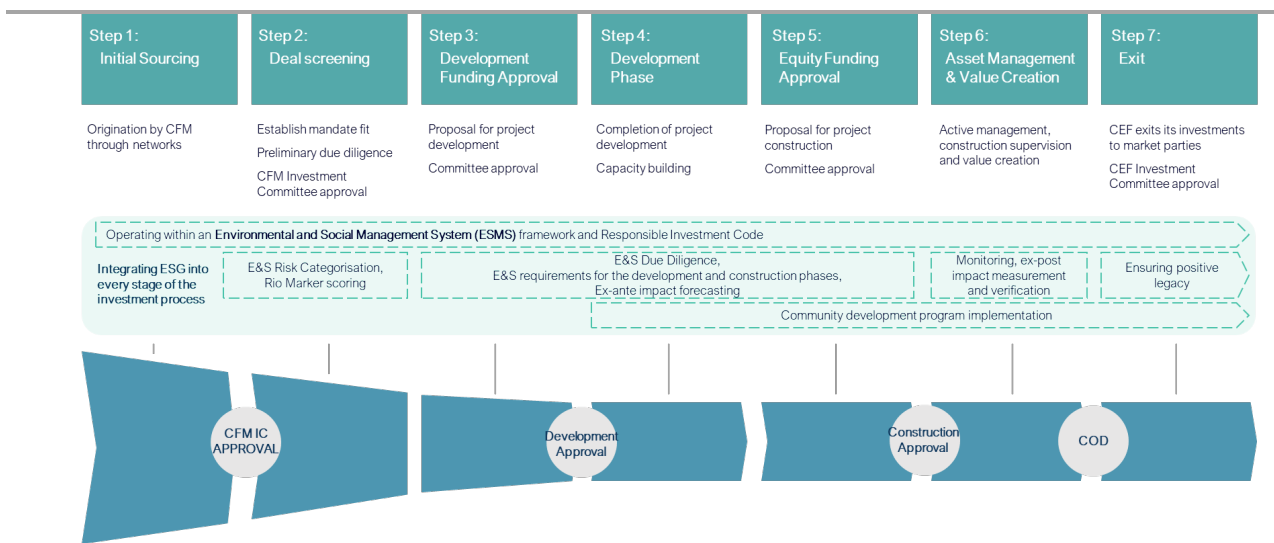 Step 1:
Initial Sourcing
Step 2:
Deal screening
Step 3:
Development
Funding Approval
Step 4:
Development
Phase
Step 5:
Equity Funding
Approval
Step 6:
Asset Management
& Value Creation
Step 7:
Exit
Origination by CFM
through networks
Establish mandate fit
Preliminary due diligence
CFM Investment
Committee approval
Proposal for project
development
Committee approval
Completion of project
development
Capacity building
Proposal for project
construction
Committee approval
Active management,
construction supervision
and value creation
CEF exits its investments
to market parties
CEF Investment
Committee approval
Operating within an Environmental and Social Management System (ESMS) framework and Responsible Investment Code
Integrating ESG into
every stage of the
investment process
E&S Risk Categorisation,
Rio Marker scoring
E&S Due Diligence,
E&S requirements for the development and construction phases,
Ex-ante impact forecasting
Monitoring, ex-post
impact measurement
and verification
Ensuring positive
legacy
Community development program implementation
CFM IC
APPROVAL
Development
Approval
Construction
Approval
COD